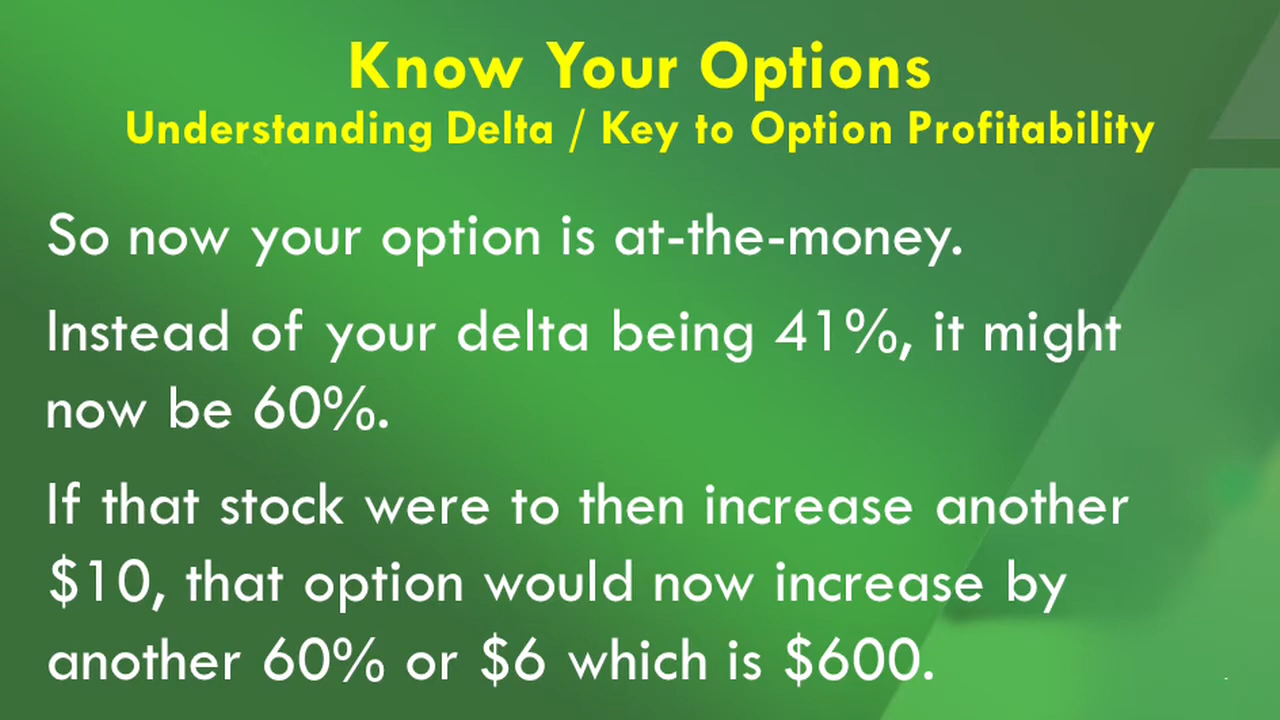 Know Your Options
Understanding Delta / Key to Option Profitability
So now your option is at-the-money.
Instead of your delta being 41%, it might
now be 60%.
If that stock were to then increase another
$10, that option would now increase by
another 60% or $6 which is $600.